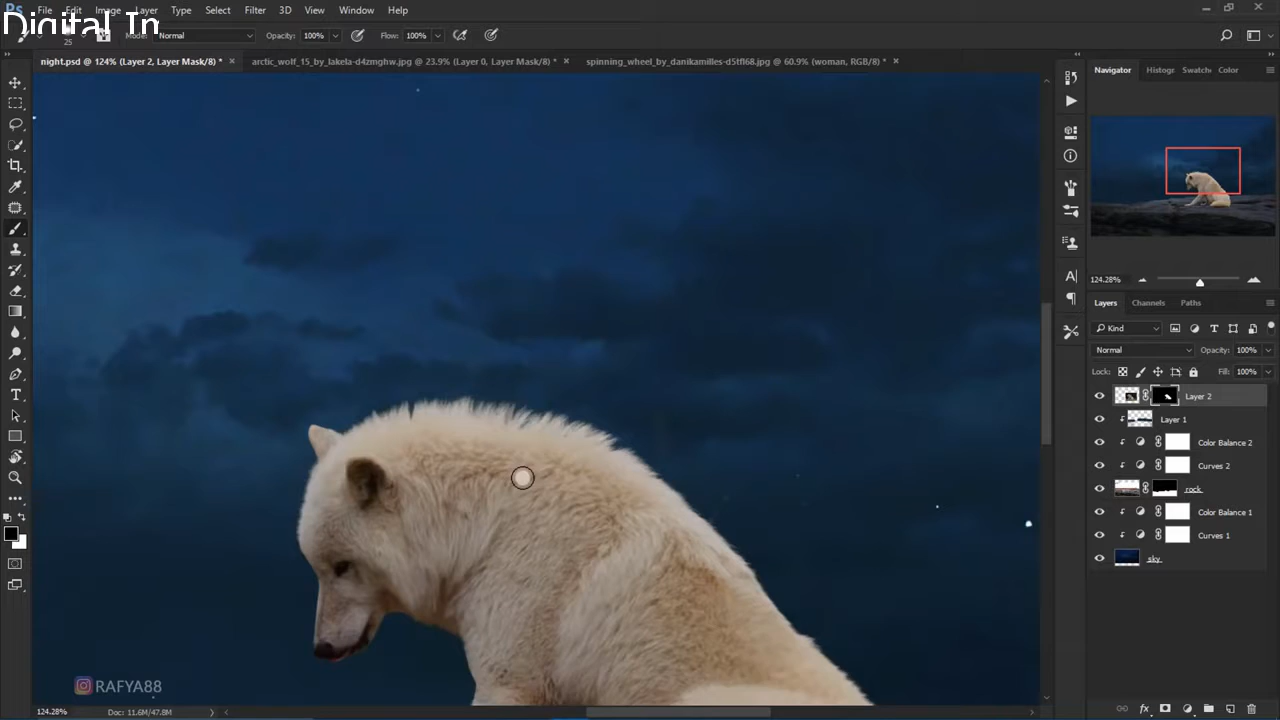 Ps File Edit Image Layer Type Select Filter 3D View Window Help
Digital Im
25 Mode: Normal Opacity: 100% Flow: 100%
night.psd @ 124% (Layer 2, Layer Mask/8) * × arctic_wolf_15_by_lakela-d4zmghw.jpg @ 23.9% (Layer 0, Layer Mask/8) * × spinning_wheel_by_danikamilles-d5tfl68.jpg @ 60.9% (woman, RGB/8) * ×
Navigator Histogr Swatch Color
124.28%
Layers Channels Paths
Kind
Normal Opacity: 100%
Lock: Fill: 100%
Layer 2
Layer 1
Color Balance 2
Curves 2
rock
Color Balance 1
Curves 1
sky
RAFYA88
124.28% Doc: 11.6M/47.8M